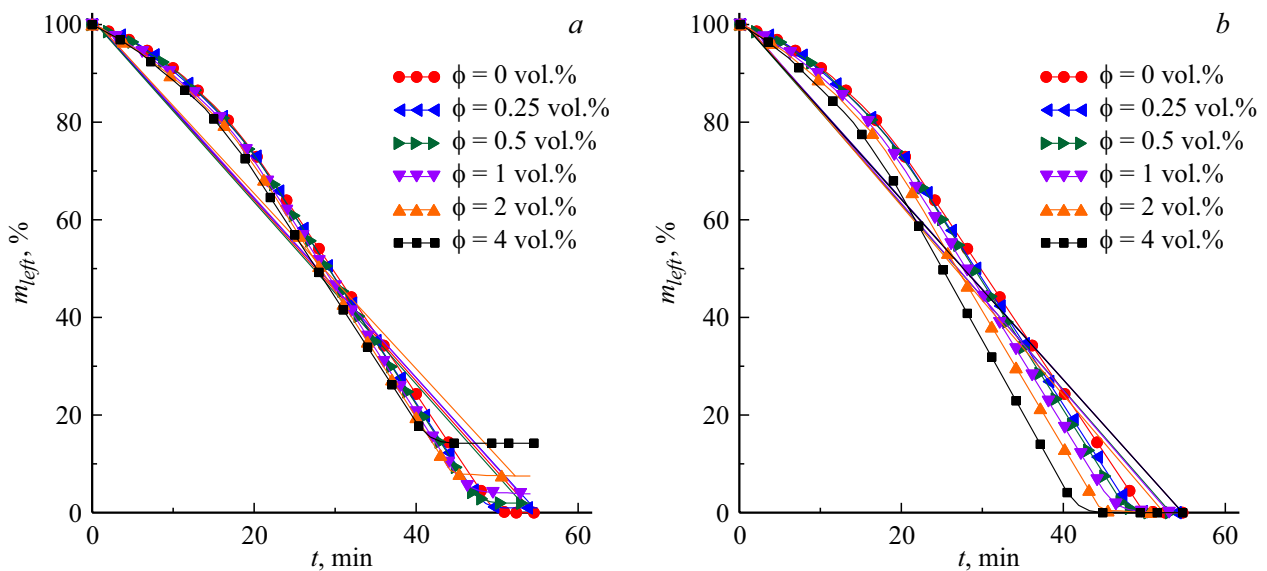 a
100
80
60
40
20
0
m_left, %
ϕ = 0 vol.%
ϕ = 0.25 vol.%
ϕ = 0.5 vol.%
ϕ = 1 vol.%
ϕ = 2 vol.%
ϕ = 4 vol.%
0 20 40 60
t, min
b
100
80
60
40
20
0
m_left, %
ϕ = 0 vol.%
ϕ = 0.25 vol.%
ϕ = 0.5 vol.%
ϕ = 1 vol.%
ϕ = 2 vol.%
ϕ = 4 vol.%
0 20 40 60
t, min